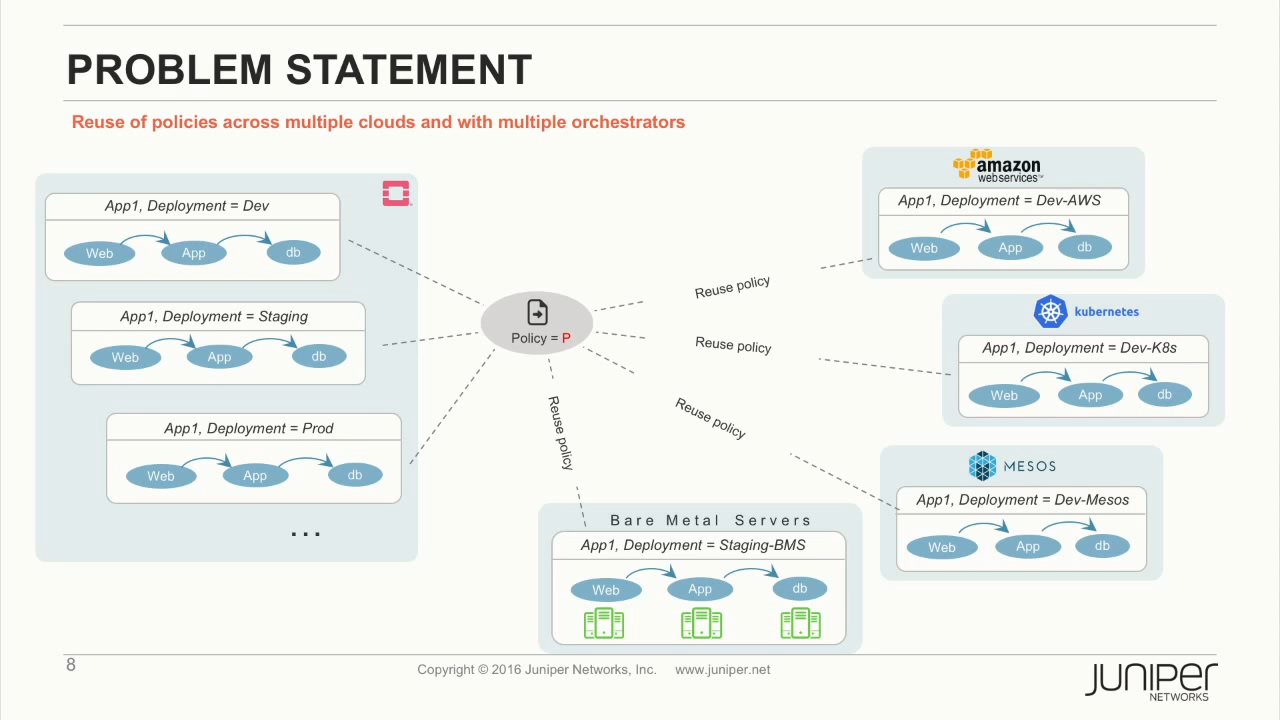 PROBLEM STATEMENT
Reuse of policies across multiple clouds and with multiple orchestrators
App1, Deployment = Dev
Web App db
App1, Deployment = Staging
Web App db
App1, Deployment = Prod
Web App db
...
Policy = P
Reuse policy
Reuse policy
Reuse policy
Reuse policy
amazon
webservices™
App1, Deployment = Dev-AWS
Web App db
kubernetes
App1, Deployment = Dev-K8s
Web App db
MESOS
App1, Deployment = Dev-Mesos
Web App db
Bare Metal Servers
App1, Deployment = Staging-BMS
Web App db
8
Copyright © 2016 Juniper Networks, Inc. www.juniper.net
JUNIPER
NETWORKS